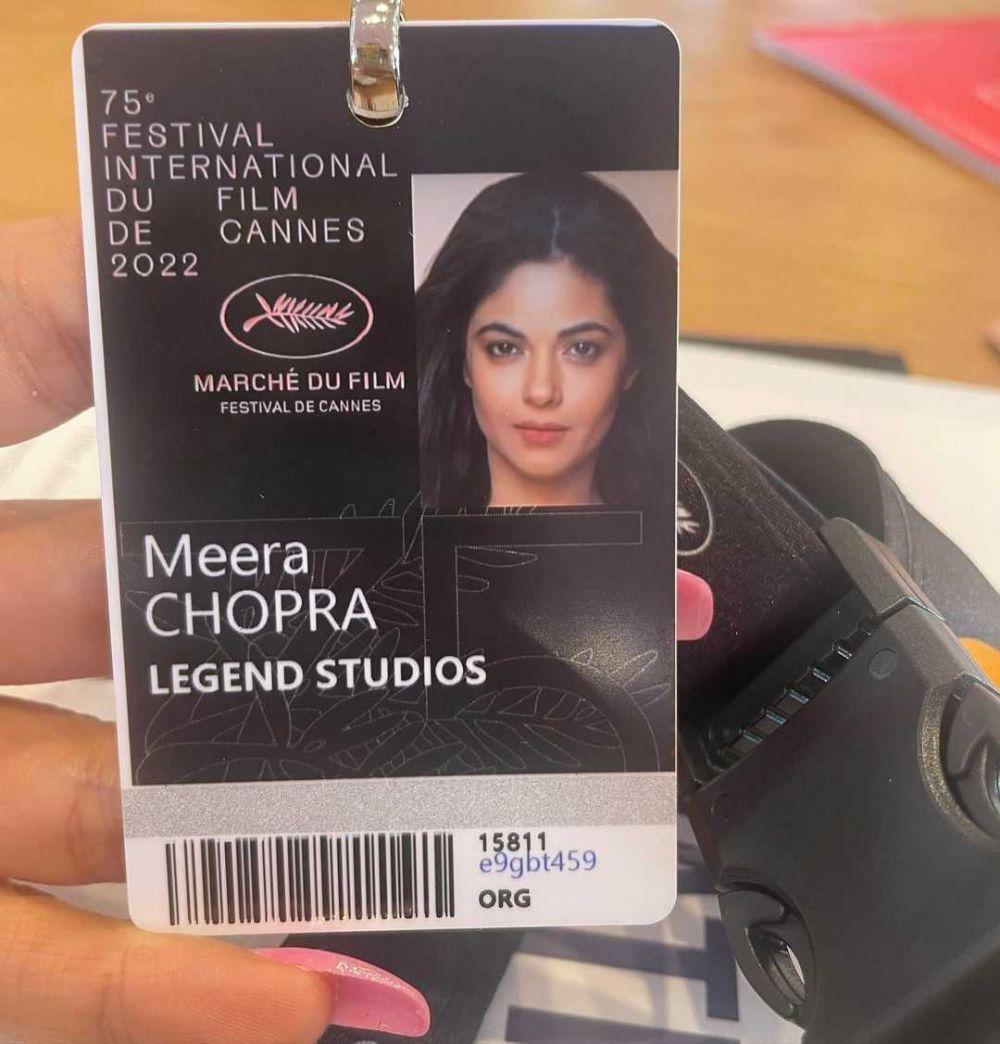 75e
FESTIVAL
INTERNATIONAL
DU FILM
DE CANNES
2022
MARCHÉ DU FILM
FESTIVAL DE CANNES
Meera
CHOPRA
LEGEND STUDIOS
15811
e9gbt459
ORG